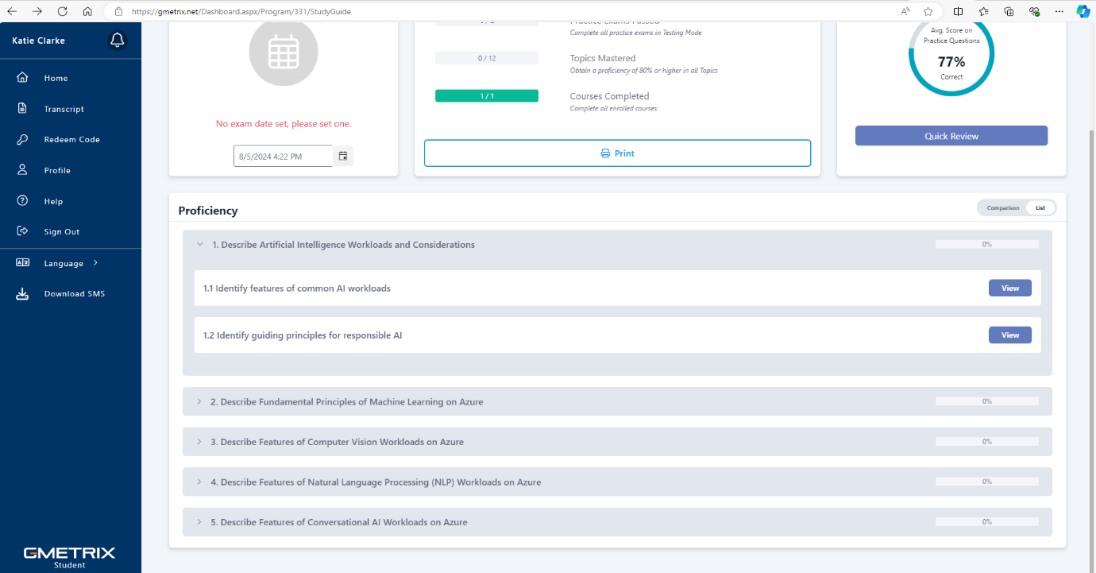 https://gmetrix.net/Dashboard.aspx/Program/331/StudyGuide
Katie Clarke
Home
Transcript
Redeem Code
Profile
Help
Sign Out
Language
Download SMS
GMETRIX
Student
No exam date set, please set one.
8/5/2024 4:22 PM
Practice Exams Passed
Complete all practice exams in Testing Mode
0 / 12
Topics Mastered
Obtain a proficiency of 80% or higher in all Topics
1 / 1
Courses Completed
Complete all enrolled courses
Print
Avg. Score on
Practice Questions
77%
Correct
Quick Review
Proficiency
Comparison
List
1. Describe Artificial Intelligence Workloads and Considerations
0%
1.1 Identify features of common AI workloads
View
1.2 Identify guiding principles for responsible AI
View
2. Describe Fundamental Principles of Machine Learning on Azure
0%
3. Describe Features of Computer Vision Workloads on Azure
0%
4. Describe Features of Natural Language Processing (NLP) Workloads on Azure
0%
5. Describe Features of Conversational AI Workloads on Azure
0%